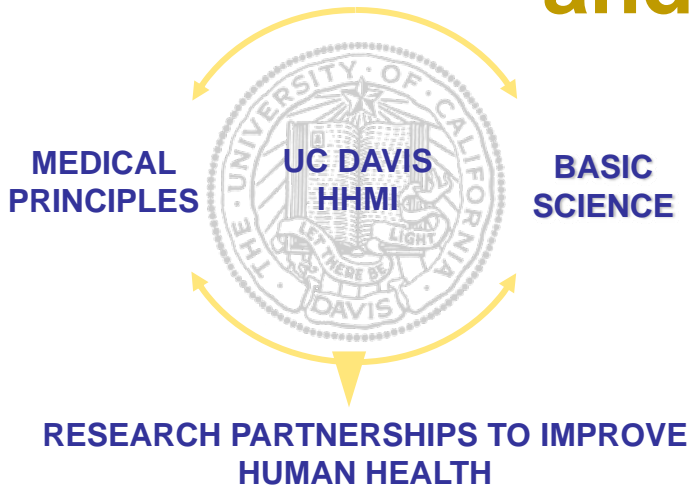 and
THE · UNIVERSITY · OF · CALIFORNIA
MEDICAL
PRINCIPLES
UC DAVIS
HHMI
BASIC
SCIENCE
LET THERE BE LIGHT
DAVIS
RESEARCH PARTNERSHIPS TO IMPROVE
HUMAN HEALTH